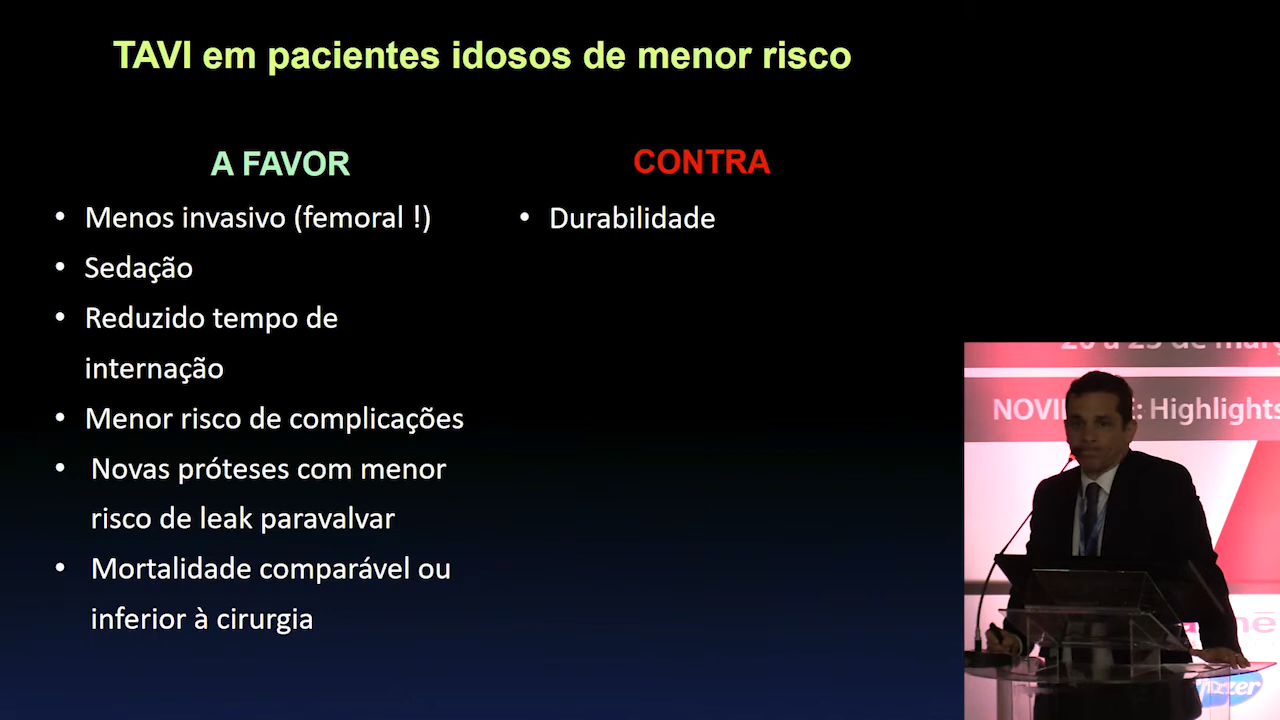 TAVI em pacientes idosos de menor risco
A FAVOR
• Menos invasivo (femoral !)
• Sedação
• Reduzido tempo de
internação
• Menor risco de complicações
• Novas próteses com menor
risco de leak paravalvar
• Mortalidade comparável ou
inferior à cirurgia
CONTRA
• Durabilidade
: Highlights